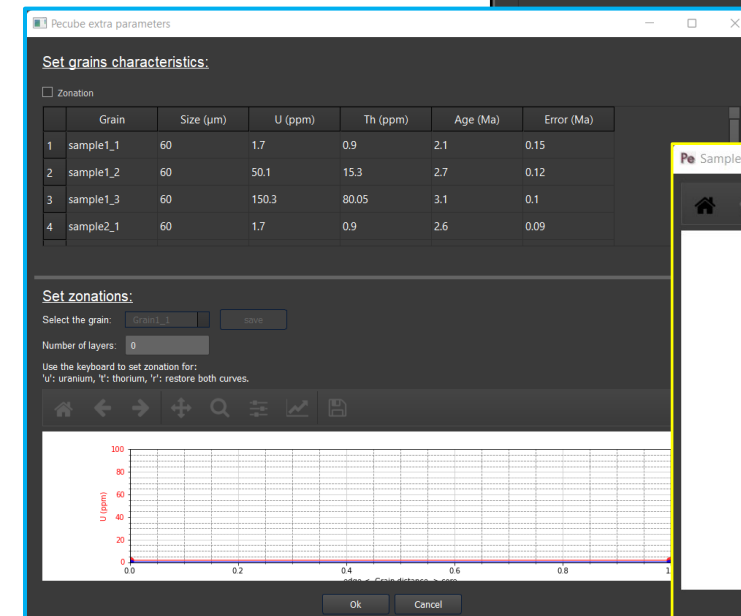 Pecube extra parameters
Set grains characteristics:
Zonation
Grain Size (µm) U (ppm) Th (ppm) Age (Ma) Error (Ma)
1 sample1_1 60 1.7 0.9 2.1 0.15
2 sample1_2 60 50.1 15.3 2.7 0.12
3 sample1_3 60 150.3 80.05 3.1 0.1
4 sample2_1 60 1.7 0.9 2.6 0.09
Pe Sample
Set zonations:
Select the grain: Grain1_1 save
Number of layers: 0
Use the keyboard to set zonation for:
'u': uranium, 't': thorium, 'r': restore both curves.
100
80
60
40
20
0
U (ppm)
0.0 0.2 0.4 0.6 0.8 1.
edge <- Grain distance -> core
Ok Cancel